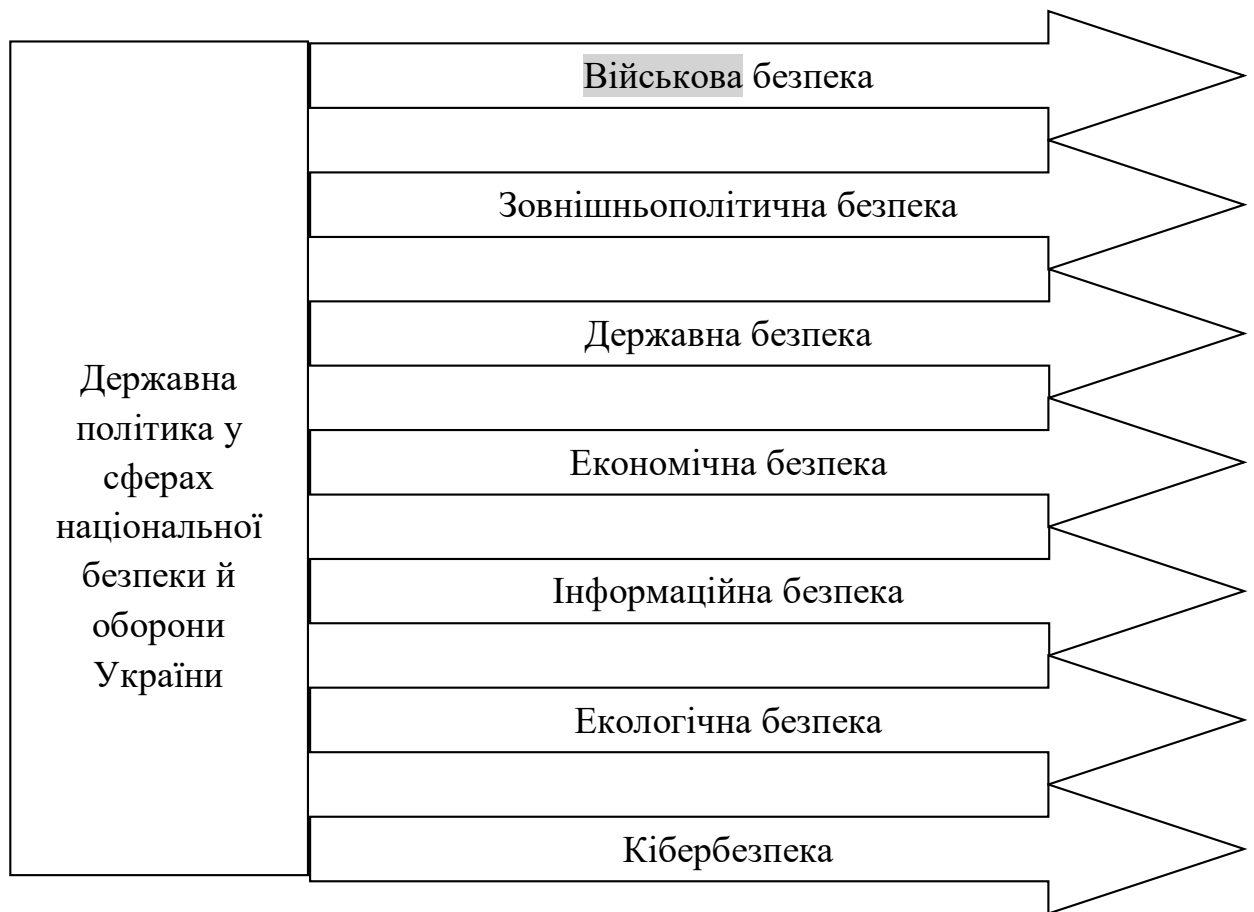 Військова безпека
Зовнішньополітична безпека
Державна безпека
Державна
політика у
сферах
національної
безпеки й
оборони
України
Економічна безпека
Інформаційна безпека
Екологічна безпека
Кібербезпека